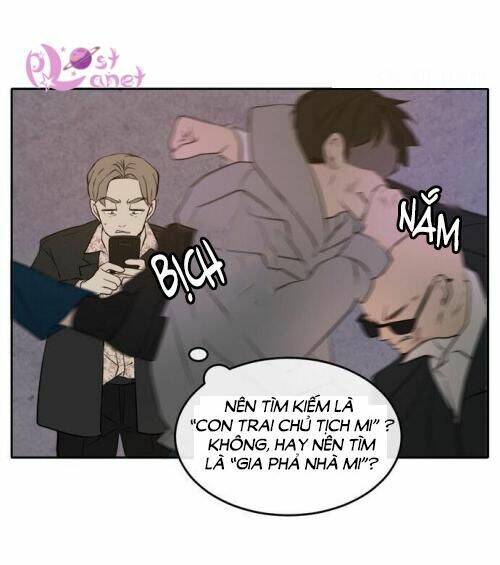 Lost
Planet
BỊCH
NẮM
NÊN TÌM KIẾM LÀ
"CON TRAI CHỦ TỊCH MI" ?
KHÔNG, HAY NÊN TÌM
LÀ "GIA PHẢ NHÀ MI"?